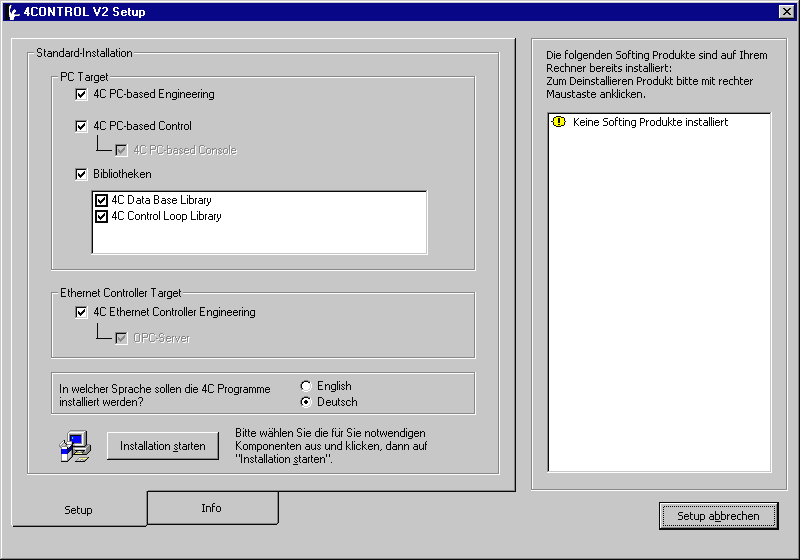 4CONTROL V2 Setup
Standard-Installation
PC Target
4C PC-based Engineering
4C PC-based Control
4C PC-based Console
Bibliotheken
4C Data Base Library
4C Control Loop Library
Ethernet Controller Target
4C Ethernet Controller Engineering
OPC-Server
In welcher Sprache sollen die 4C Programme
installiert werden?
English
Deutsch
Installation starten
Bitte wählen Sie die für Sie notwendigen
Komponenten aus und klicken, dann auf
"Installation starten".
Setup
Info
Die folgenden Softing Produkte sind auf Ihrem
Rechner bereits installiert:
Zum Deinstallieren Produkt bitte mit rechter
Maustaste anklicken.
Keine Softing Produkte installiert
Setup abbrechen